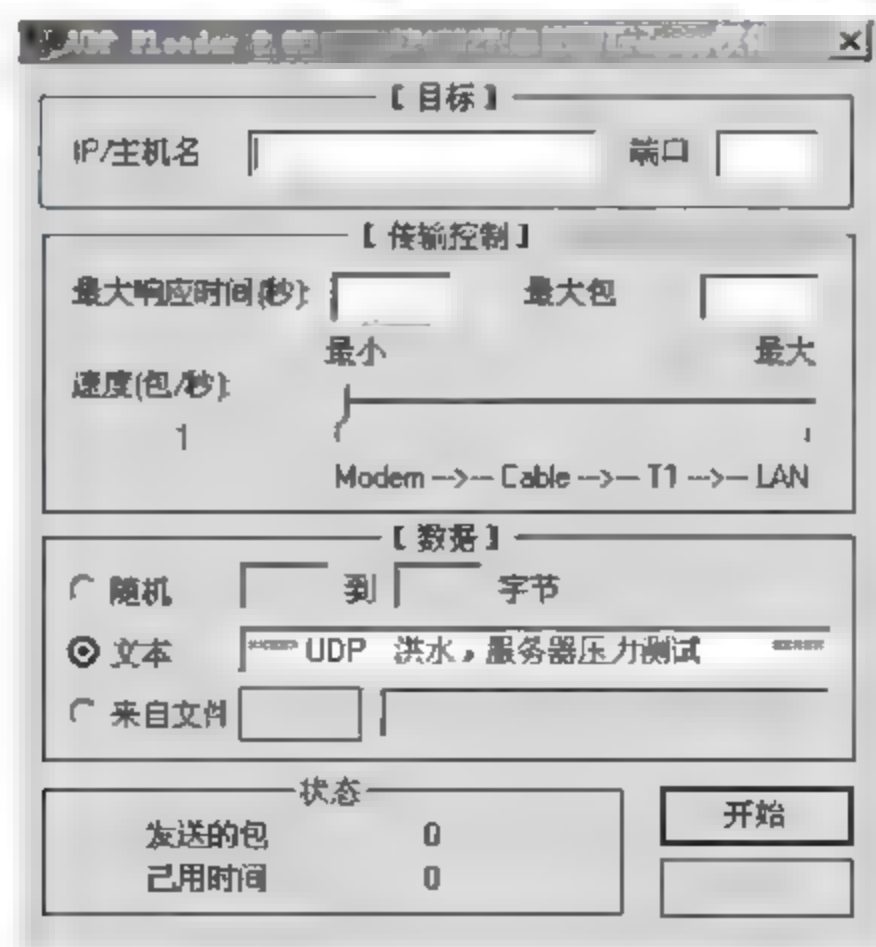 UDP Flooder 2.00
【 目标 】
IP/主机名 端口
【 传输控制 】
最大响应时间(秒): 最大包
最小 最大
速度(包/秒):
1
Modem --->--- Cable --->--- T1 --->--- LAN
【 数据 】
随机 到 字节
文本 ***** UDP 洪水，服务器压力测试 *****
来自文件
状态
发送的包 0
已用时间 0
开始